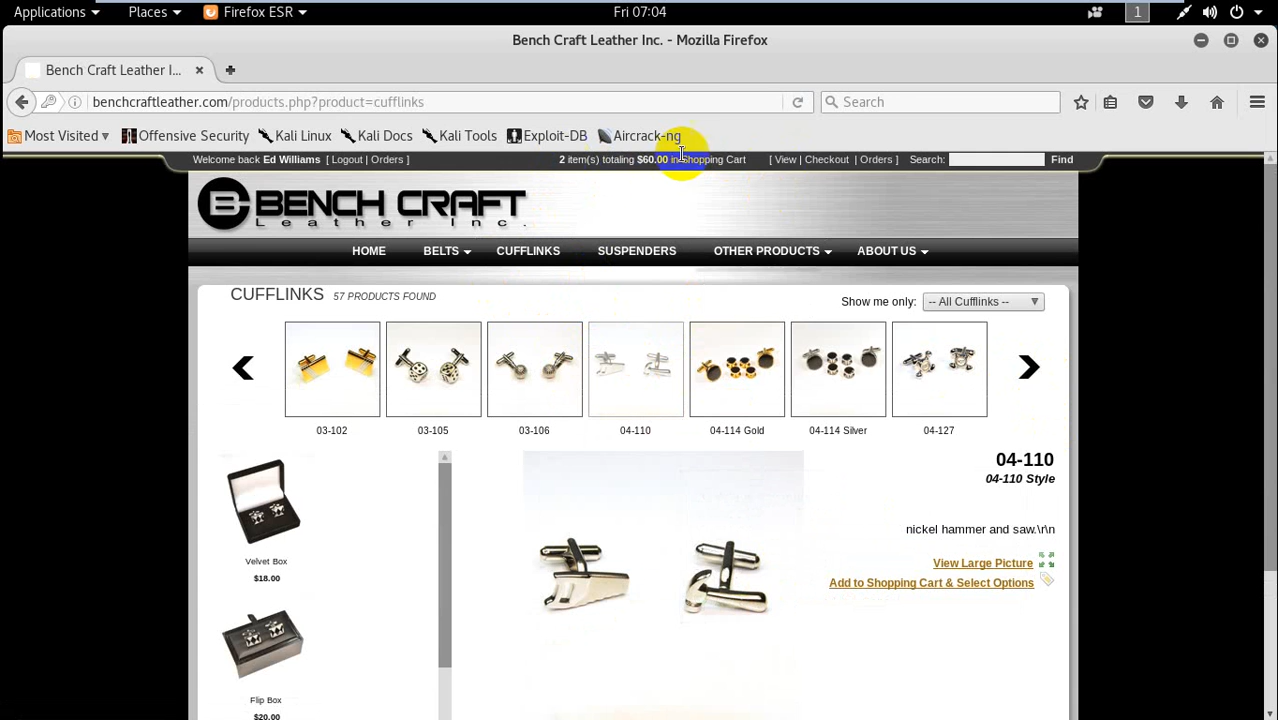 Applications Places Firefox ESR Fri 07:04 1
Bench Craft Leather Inc. - Mozilla Firefox
Bench Craft Leather I...
benchcraftleather.com/products.php?product=cufflinks Search
Most Visited Offensive Security Kali Linux Kali Docs Kali Tools Exploit-DB Aircrack-ng
Welcome back Ed Williams [ Logout | Orders ] 2 item(s) totaling $60.00 in Shopping Cart [ View | Checkout | Orders ] Search: Find
BENCH CRAFT
Leather Inc.
HOME BELTS CUFFLINKS SUSPENDERS OTHER PRODUCTS ABOUT US
CUFFLINKS 57 PRODUCTS FOUND Show me only: -- All Cufflinks --
03-102 03-105 03-106 04-110 04-114 Gold 04-114 Silver 04-127
04-110
04-110 Style
nickel hammer and saw.\r\n
View Large Picture
Add to Shopping Cart & Select Options
Velvet Box
$18.00
Flip Box
$20.00